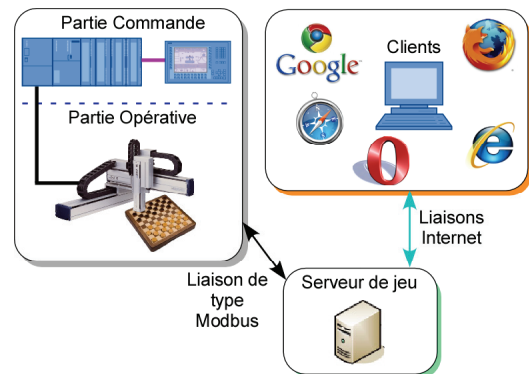 Partie Commande
Partie Opérative
Clients
Google
Liaisons
Internet
Liaison de
type
Modbus
Serveur de jeu